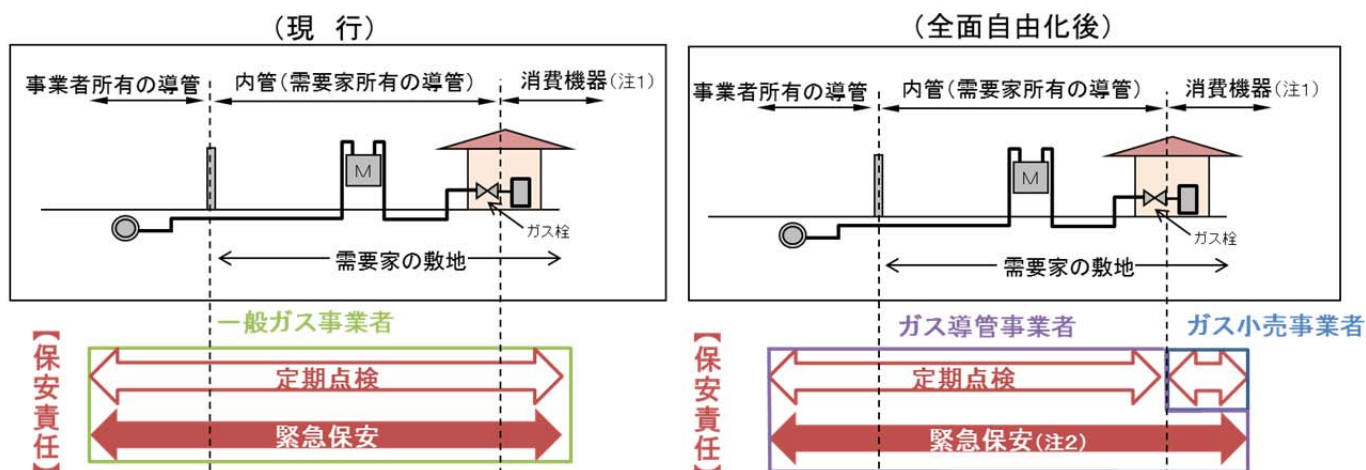 (現 行)
事業者所有の導管
内管(需要家所有の導管)
消費機器(注1)
M
ガス栓
需要家の敷地
一般ガス事業者
【保安責任】
定期点検
緊急保安
(全面自由化後)
事業者所有の導管
内管(需要家所有の導管)
消費機器(注1)
M
ガス栓
需要家の敷地
ガス導管事業者
ガス小売事業者
【保安責任】
定期点検
緊急保安(注2)